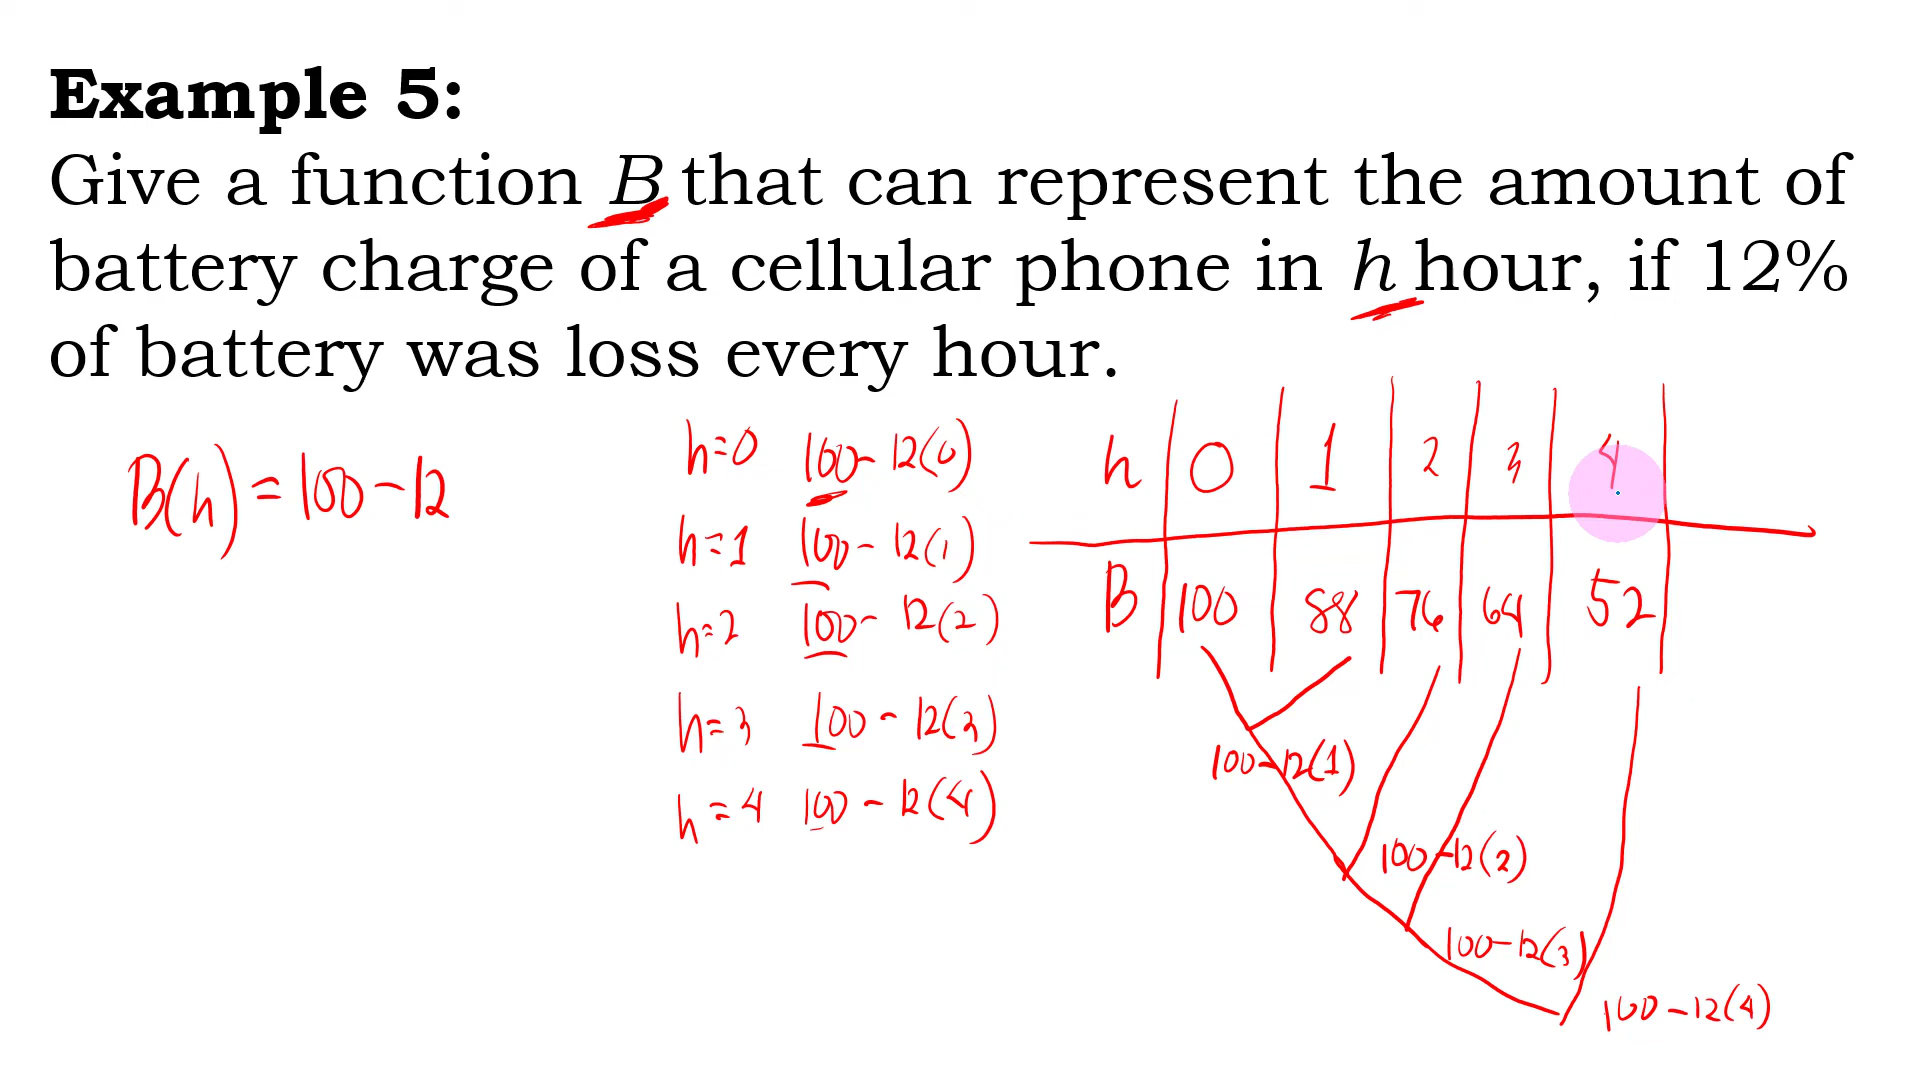 Example 5:
Give a function B that can represent the amount of
battery charge of a cellular phone in h hour, if 12%
of battery was loss every hour.
B(h) = 100 - 12
h=0 100 - 12(0)
h=1 100 - 12(1)
h=2 100 - 12(2)
h=3 100 - 12(3)
h=4 100 - 12(4)
h 0 1 2 3 4
B 100 88 76 64 52
100-12(1)
100-12(2)
100-12(3)
100-12(4)